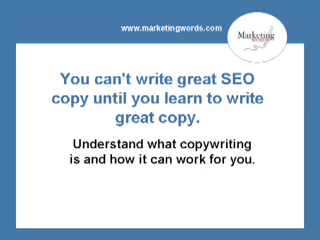 www.marketingwords.com
Marketing
Words
You can't write great SEO
copy until you learn to write
great copy.
Understand what copywriting
is and how it can work for you.